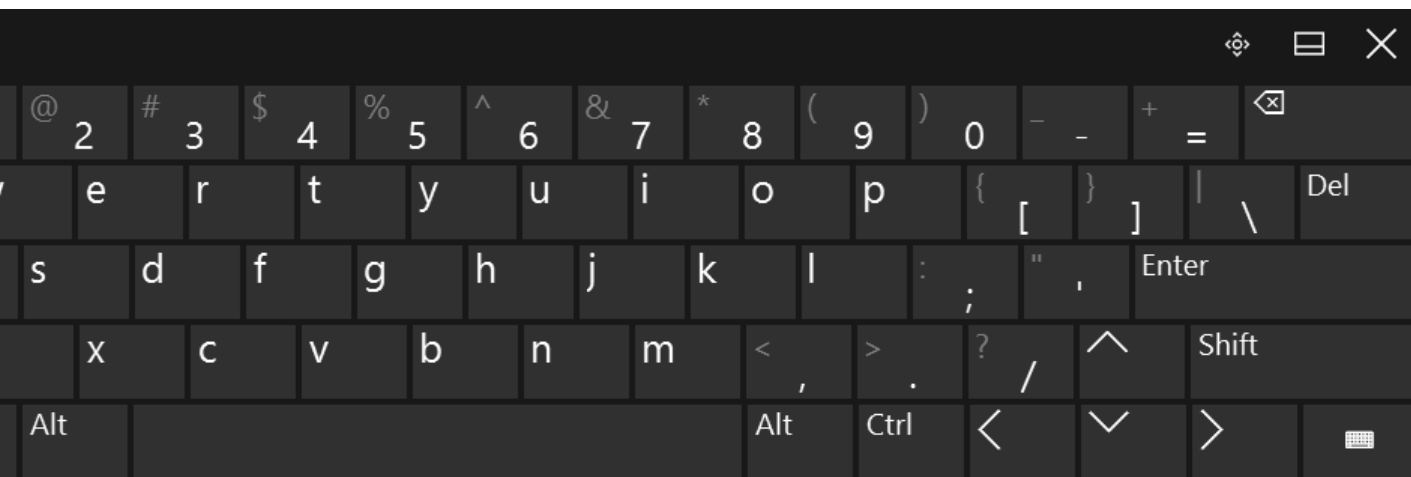 @ 2 # 3 $ 4 % 5 ^ 6 & 7 * 8 ( 9 ) 0 _ - + =
e r t y u i o p { [ } ] | \ Del
s d f g h j k l : ; " ' Enter
x c v b n m < , > . ? / Shift
Alt Alt Ctrl